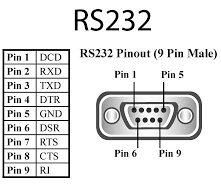 RS232
Pin 1 DCD
Pin 2 RXD
Pin 3 TXD
Pin 4 DTR
Pin 5 GND
Pin 6 DSR
Pin 7 RTS
Pin 8 CTS
Pin 9 RI
RS232 Pinout (9 Pin Male)
Pin 1 Pin 5
Pin 6 Pin 9